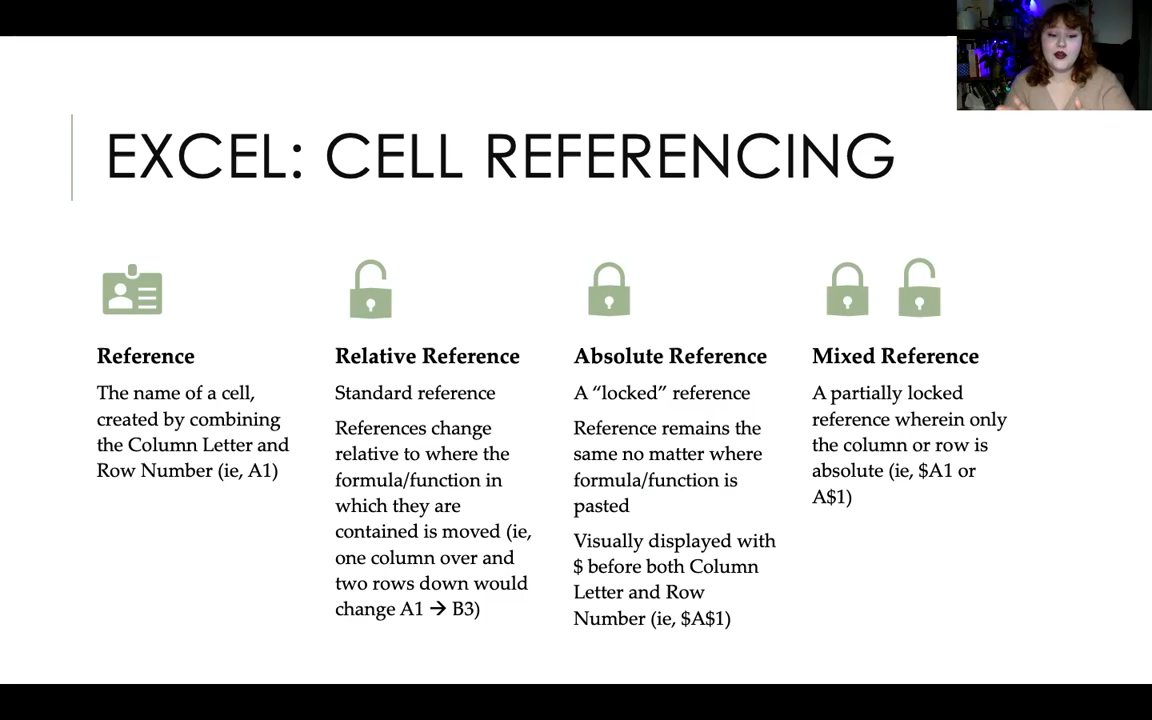 EXCEL: CELL REFERENCING
Reference
The name of a cell,
created by combining
the Column Letter and
Row Number (ie, A1)
Relative Reference
Standard reference
References change
relative to where the
formula/function in
which they are
contained is moved (ie,
one column over and
two rows down would
change A1 → B3)
Absolute Reference
A “locked” reference
Reference remains the
same no matter where
formula/function is
pasted
Visually displayed with
$ before both Column
Letter and Row
Number (ie, $A$1)
Mixed Reference
A partially locked
reference wherein only
the column or row is
absolute (ie, $A1 or
A$1)